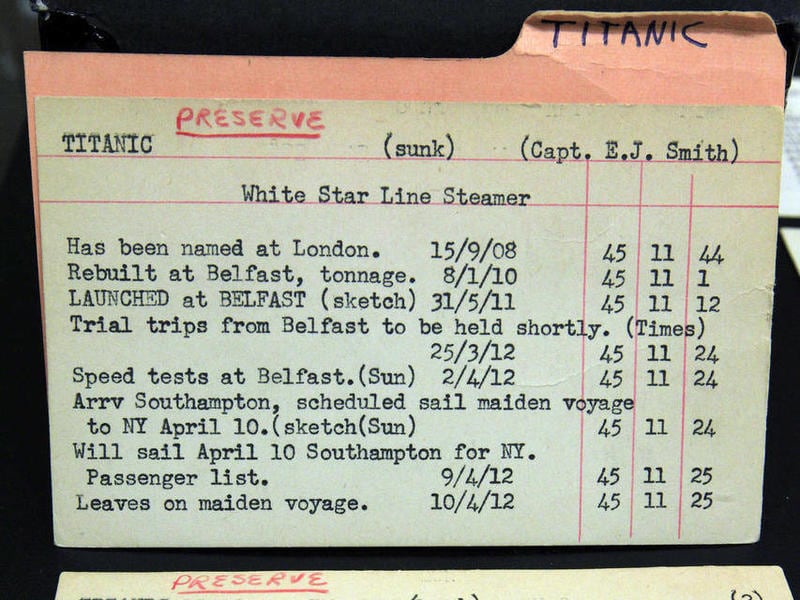 TITANIC
PRESERVE
TITANIC (sunk) (Capt. E.J. Smith)
White Star Line Steamer
Has been named at London. 15/9/08 45 11 44
Rebuilt at Belfast, tonnage. 8/1/10 45 11 1
LAUNCHED at BELFAST (sketch) 31/5/11 45 11 12
Trial trips from Belfast to be held shortly. (Times)
25/3/12 45 11 24
Speed tests at Belfast.(Sun) 2/4/12 45 11 24
Arrv Southampton, scheduled sail maiden voyage
to NY April 10.(sketch(Sun) 45 11 24
Will sail April 10 Southampton for NY.
Passenger list. 9/4/12 45 11 25
Leaves on maiden voyage. 10/4/12 45 11 25
PRESERVE